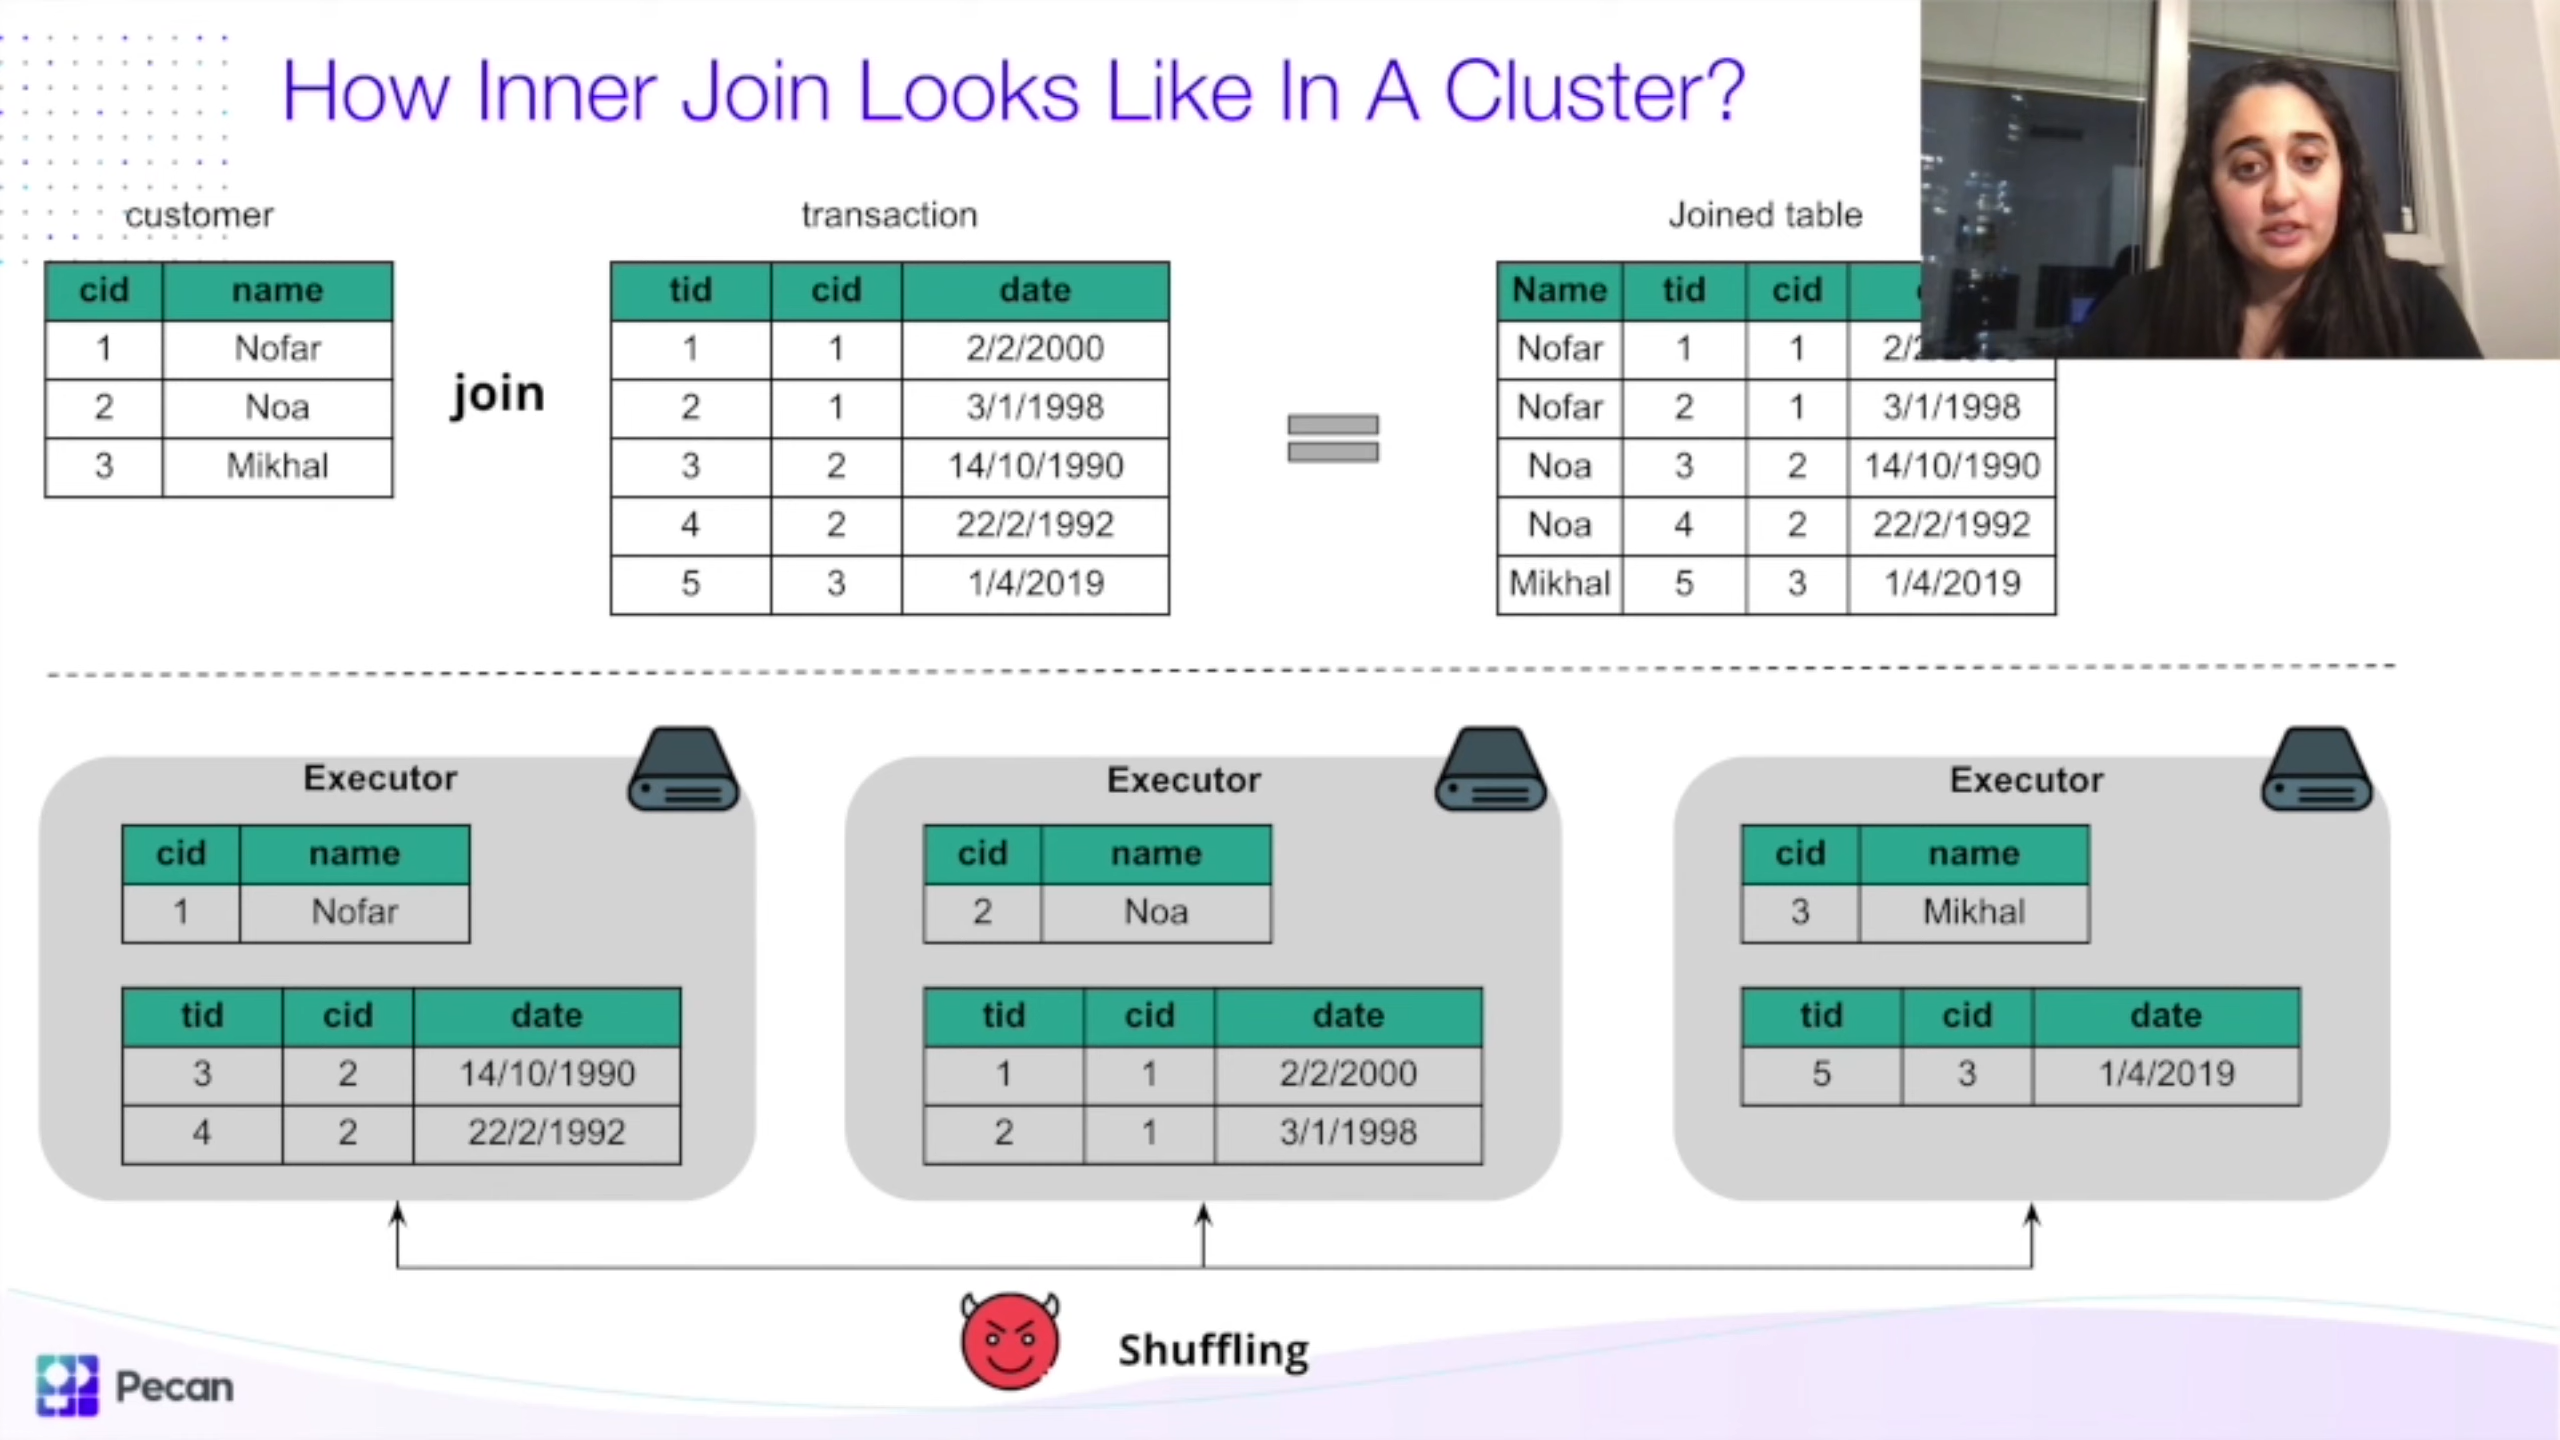 How Inner Join Looks Like In A Cluster?
customer
cid name
1 Nofar
2 Noa
3 Mikhal
join
transaction
tid cid date
1 1 2/2/2000
2 1 3/1/1998
3 2 14/10/1990
4 2 22/2/1992
5 3 1/4/2019
Joined table
Name tid cid
Nofar 1 1
Nofar 2 1 3/1/1998
Noa 3 2 14/10/1990
Noa 4 2 22/2/1992
Mikhal 5 3 1/4/2019
Executor
cid name
1 Nofar
tid cid date
3 2 14/10/1990
4 2 22/2/1992
Executor
cid name
2 Noa
tid cid date
1 1 2/2/2000
2 1 3/1/1998
Executor
cid name
3 Mikhal
tid cid date
5 3 1/4/2019
Shuffling
Pecan